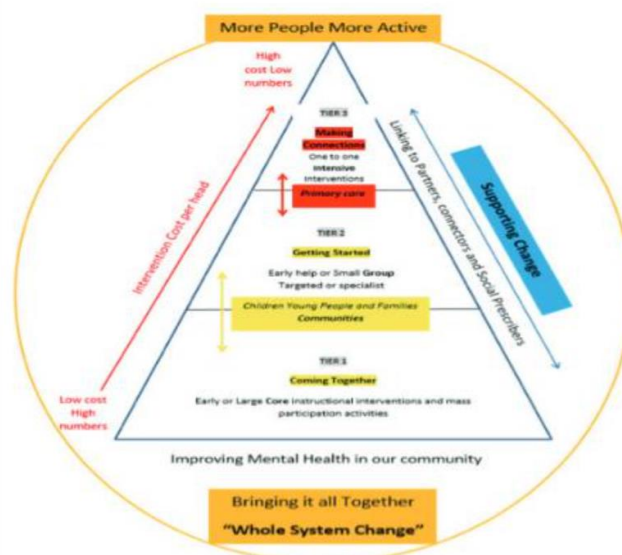 More People More Active
High
cost Low
numbers
TIER 3
Making
Connections
One to one
Intensive
Interventions
Primary care
Intervention Cost per head
Linking to Partners, connectors and Social Prescribers
Supporting Change
TIER 2
Getting Started
Early help or Small Group
Targeted or specialist
Children Young People and Families
Communities
TIER 1
Coming Together
Early or Large Core instructional interventions and mass
participation activities
Low cost
High
numbers
Improving Mental Health in our community
Bringing it all Together
“Whole System Change”